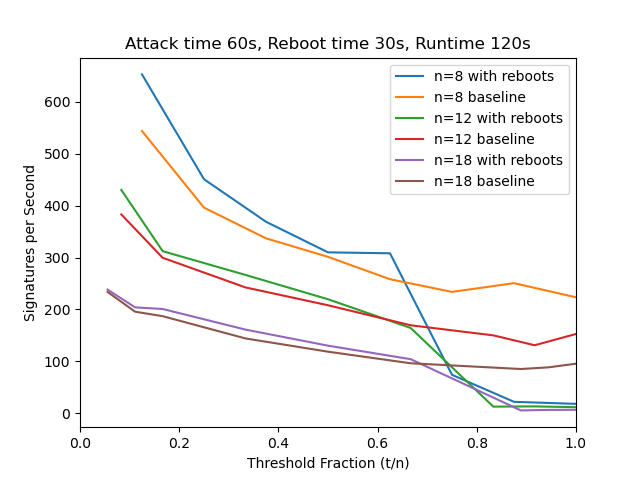 Attack time 60s, Reboot time 30s, Runtime 120s
Signatures per Second
600
500
400
300
200
100
0
n=8 with reboots
n=8 baseline
n=12 with reboots
n=12 baseline
n=18 with reboots
n=18 baseline
0.0 0.2 0.4 0.6 0.8 1.0
Threshold Fraction (t/n)